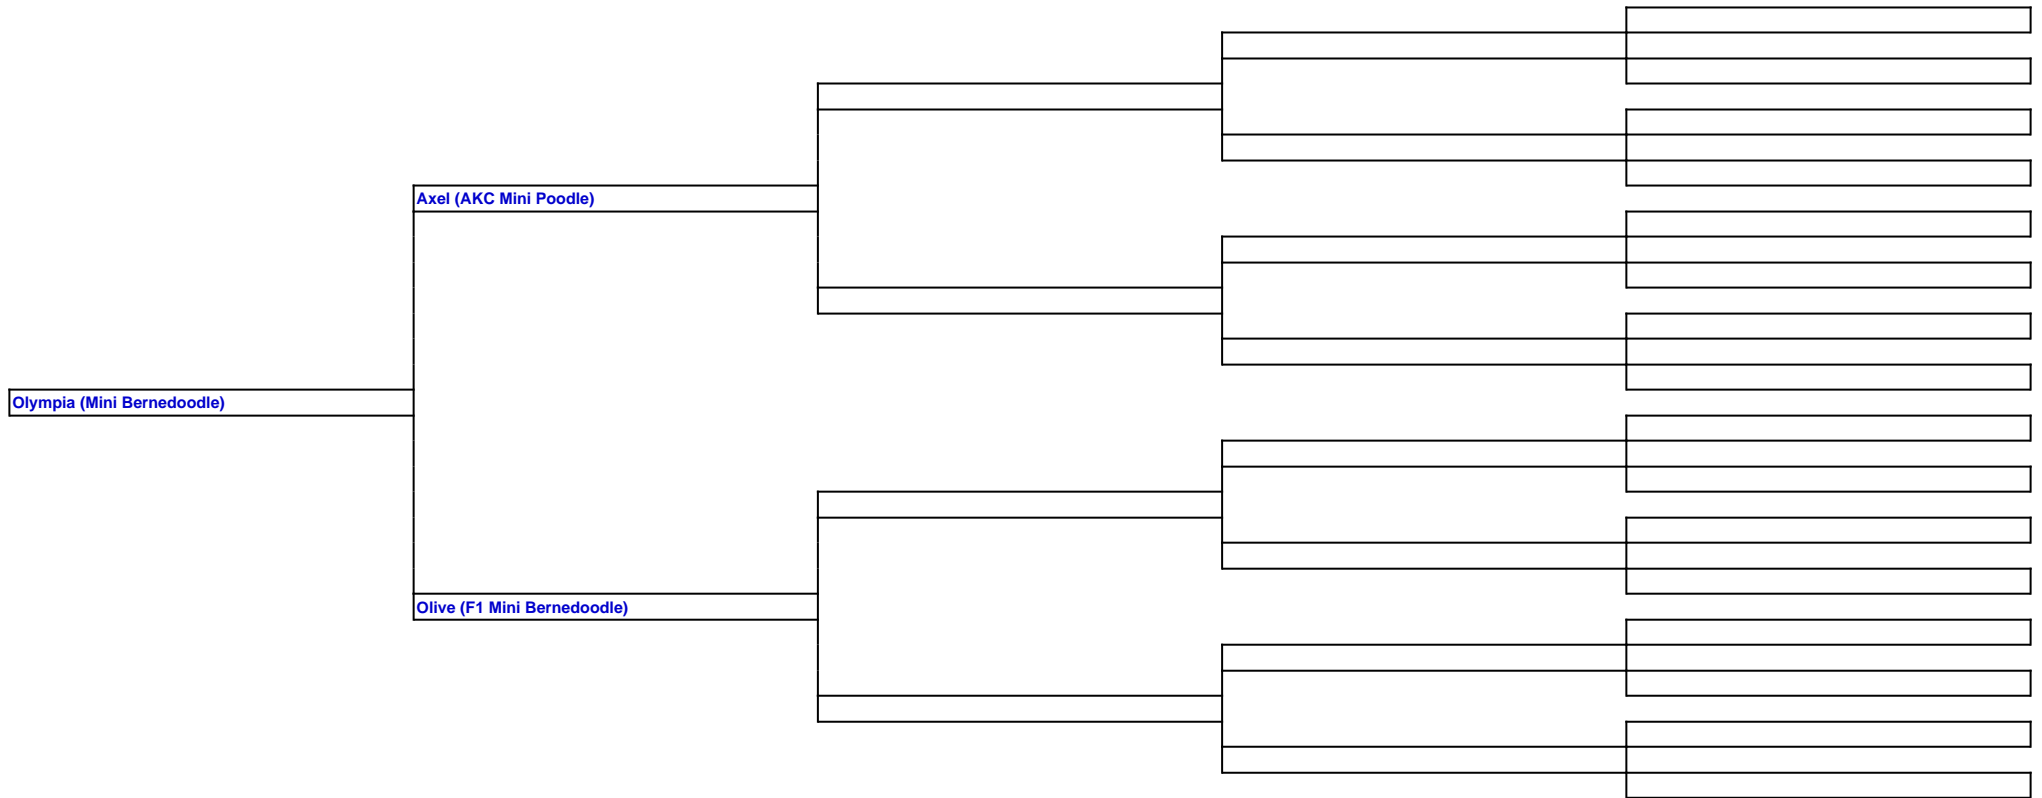 Axel (AKC Mini Poodle)
Olympia (Mini Bernedoodle)
Olive (F1 Mini Bernedoodle)